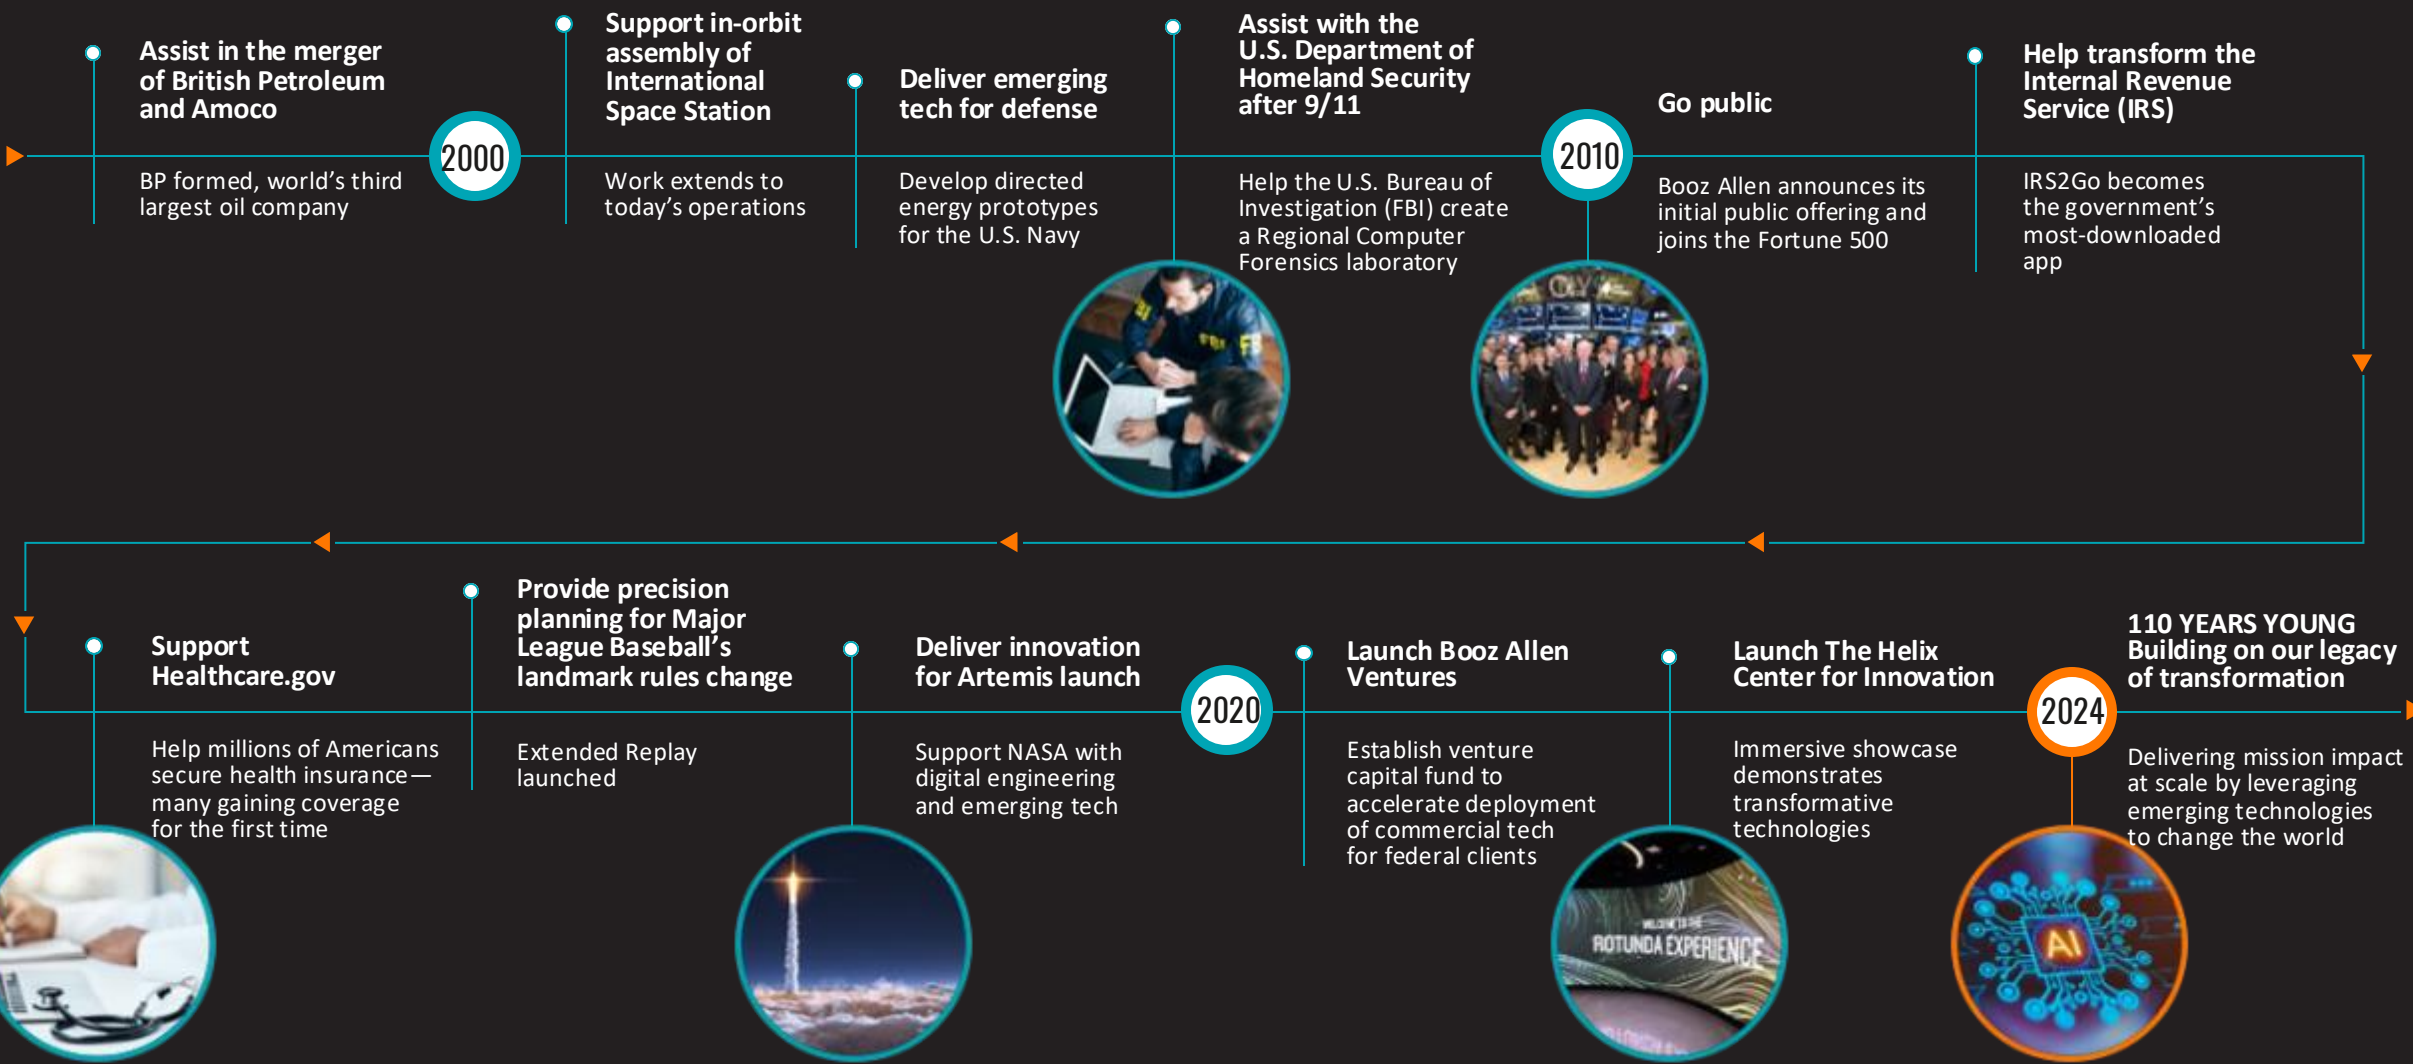 Assist in the merger
of British Petroleum
and Amoco
BP formed, world's third
largest oil company
2000
Support in-orbit
assembly of
International
Space Station
Work extends to
today's operations
Deliver emerging
tech for defense
Develop directed
energy prototypes
for the U.S. Navy
Assist with the
U.S. Department of
Homeland Security
after 9/11
Help the U.S. Bureau of
Investigation (FBI) create
a Regional Computer
Forensics laboratory
FBI
2010
Go public
Booz Allen announces its
initial public offering and
joins the Fortune 500
Help transform the
Internal Revenue
Service (IRS)
IRS2Go becomes
the government's
most-downloaded
app
Support
Healthcare.gov
Help millions of Americans
secure health insurance—
many gaining coverage
for the first time
Provide precision
planning for Major
League Baseball's
landmark rules change
Extended Replay
launched
Deliver innovation
for Artemis launch
Support NASA with
digital engineering
and emerging tech
2020
Launch Booz Allen
Ventures
Establish venture
capital fund to
accelerate deployment
of commercial tech
for federal clients
Launch The Helix
Center for Innovation
Immersive showcase
demonstrates
transformative
technologies
WELCOME TO THE
ROTUNDA EXPERIENCE
2024
110 YEARS YOUNG
Building on our legacy
of transformation
Delivering mission impact
at scale by leveraging
emerging technologies
to change the world
AI